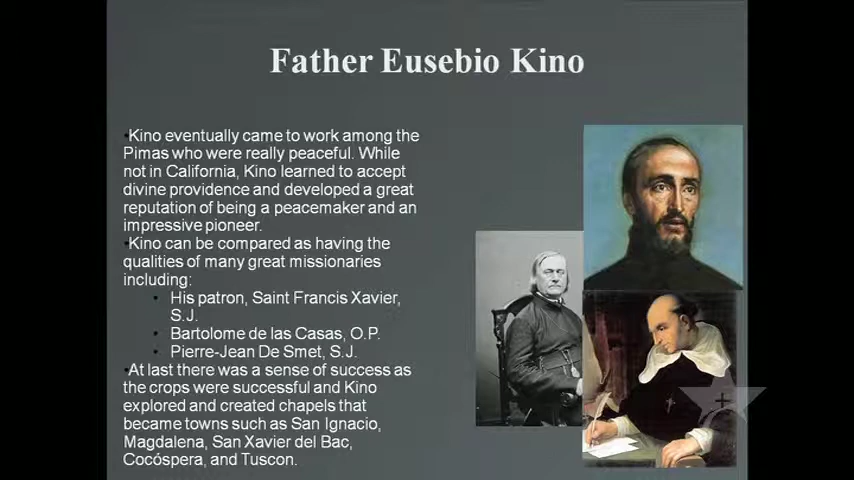 Father Eusebio Kino
•Kino eventually came to work among the
Pimas who were really peaceful. While
not in California, Kino learned to accept
divine providence and developed a great
reputation of being a peacemaker and an
impressive pioneer.
•Kino can be compared as having the
qualities of many great missionaries
including:
• His patron, Saint Francis Xavier,
S.J.
• Bartolome de las Casas, O.P.
• Pierre-Jean De Smet, S.J.
•At last there was a sense of success as
the crops were successful and Kino
explored and created chapels that
became towns such as San Ignacio,
Magdalena, San Xavier del Bac,
Cocóspera, and Tuscon.